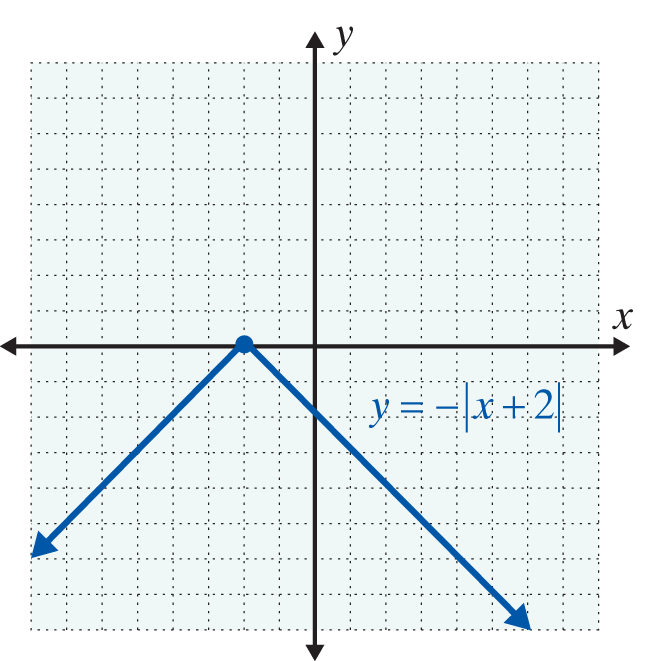 y
x
y = −|x + 2|